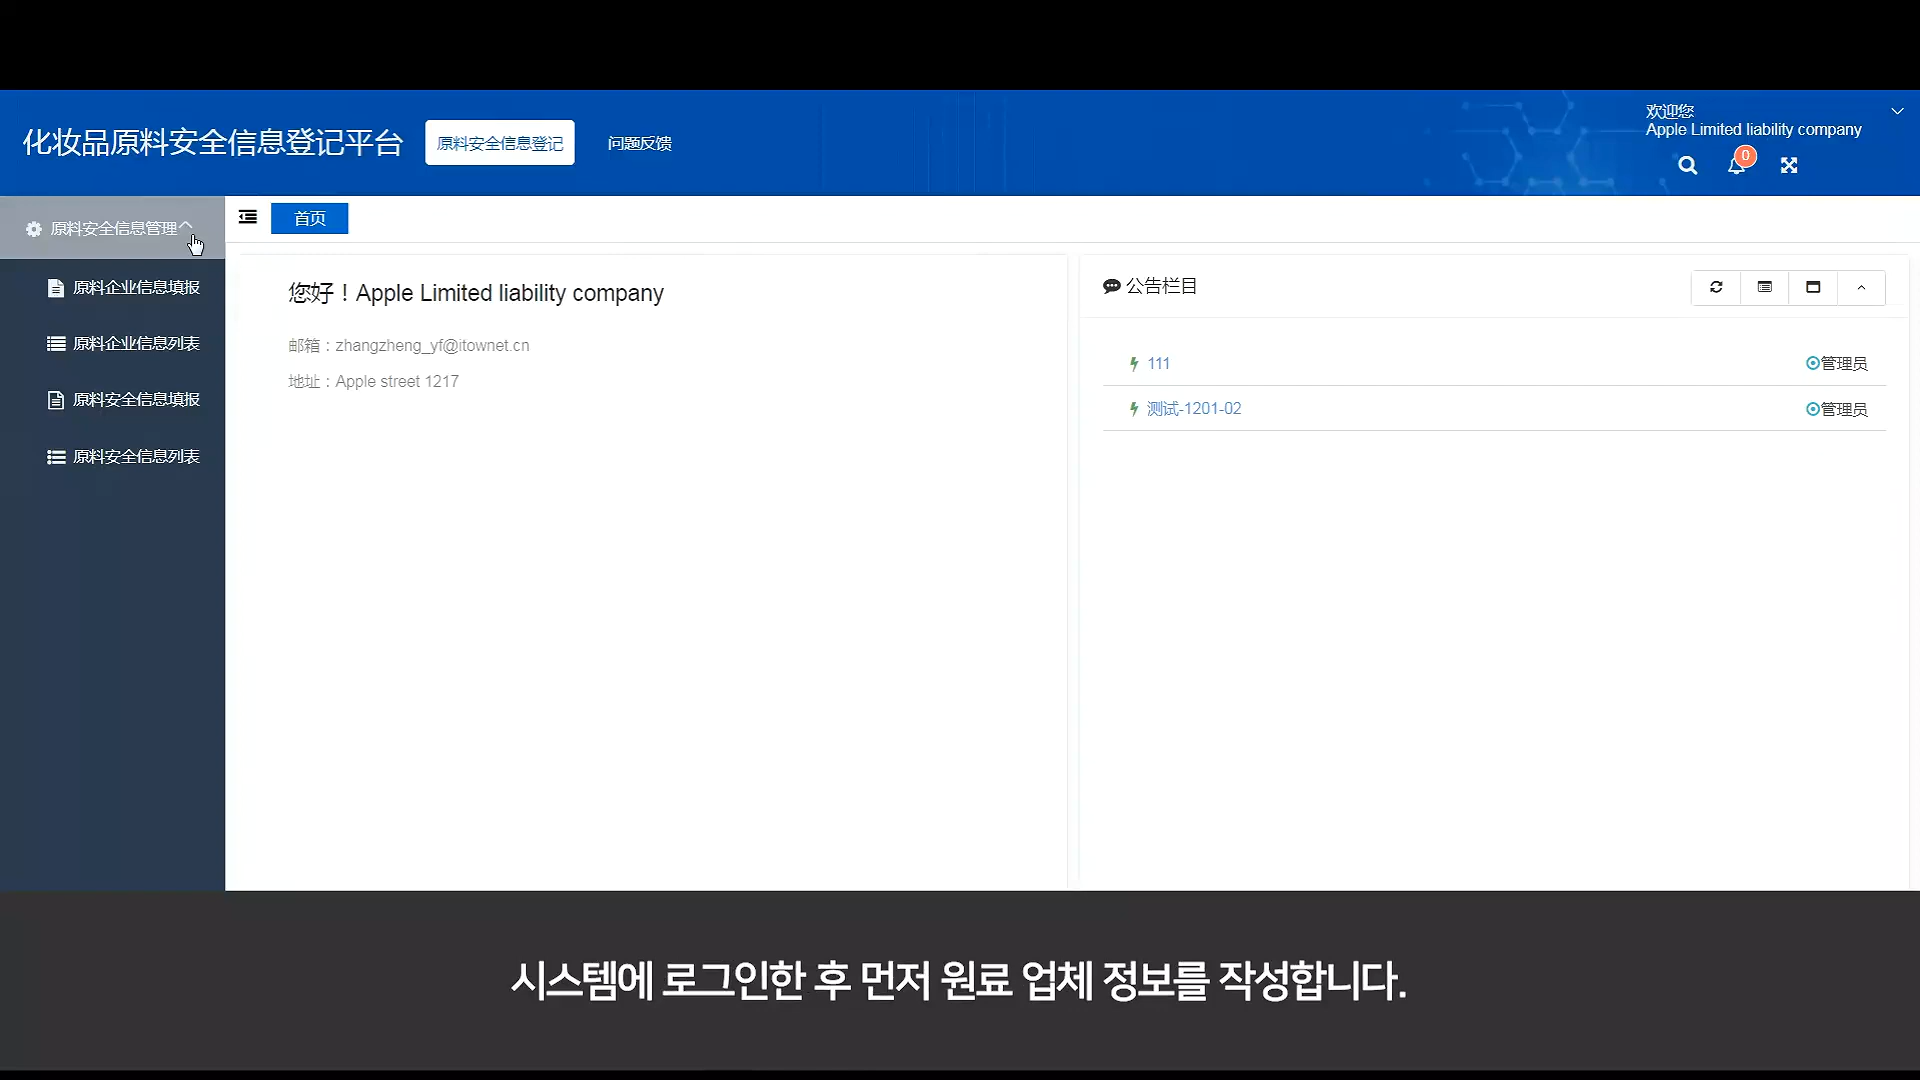 化妆品原料安全信息登记平台
原料安全信息登记
问题反馈
欢迎您
Apple Limited liability company
0
原料安全信息管理
首页
原料企业信息填报
原料企业信息列表
原料安全信息填报
原料安全信息列表
您好！Apple Limited liability company
邮箱：zhangzheng_yf@itownet.cn
地址：Apple street 1217
公告栏目
111
管理员
测试-1201-02
管理员
시스템에 로그인한 후 먼저 원료 업체 정보를 작성합니다.